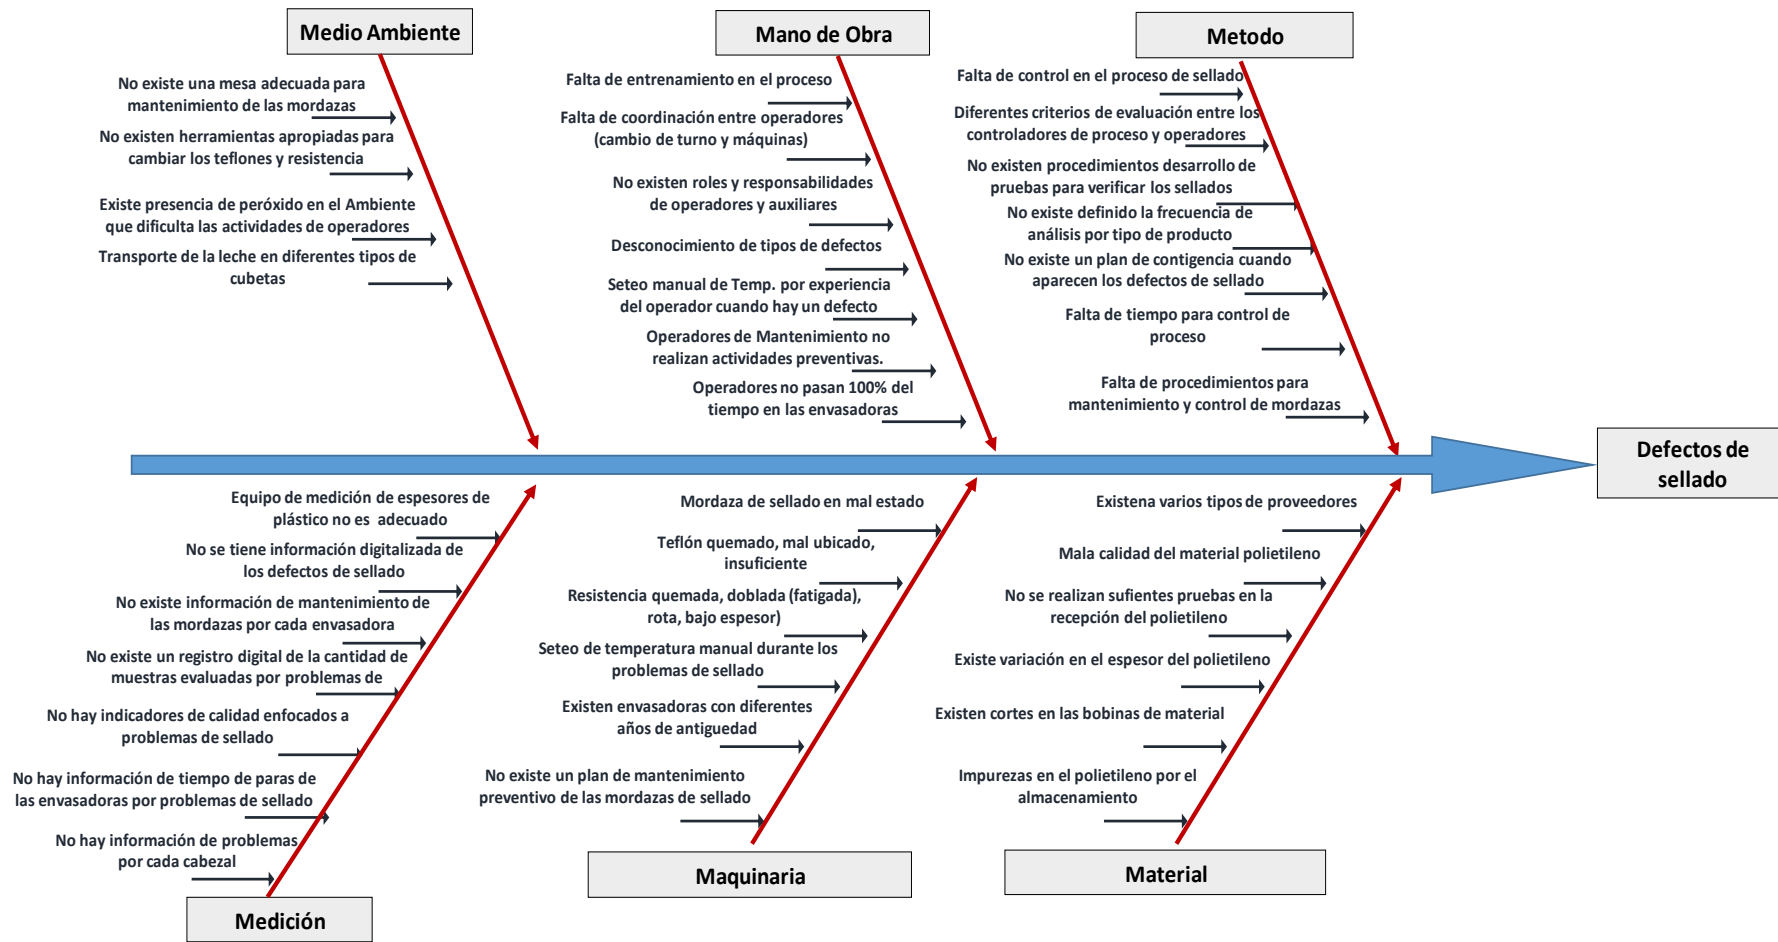 Medio Ambiente
No existe una mesa adecuada para
mantenimiento de las mordazas
No existen herramientas apropiadas para
cambiar los teflones y resistencia
Existe presencia de peróxido en el Ambiente
que dificulta las actividades de operadores
Transporte de la leche en diferentes tipos de
cubetas
Mano de Obra
Falta de entrenamiento en el proceso
Falta de coordinación entre operadores
(cambio de turno y máquinas)
No existen roles y responsabilidades
de operadores y auxiliares
Desconocimiento de tipos de defectos
Seteo manual de Temp. por experiencia
del operador cuando hay un defecto
Operadores de Mantenimiento no
realizan actividades preventivas.
Operadores no pasan 100% del
tiempo en las envasadoras
Metodo
Falta de control en el proceso de sellado
Diferentes criterios de evaluación entre los
controladores de proceso y operadores
No existen procedimientos desarrollo de
pruebas para verificar los sellados
No existe definido la frecuencia de
análisis por tipo de producto
No existe un plan de contigencia cuando
aparecen los defectos de sellado
Falta de tiempo para control de
proceso
Falta de procedimientos para
mantenimiento y control de mordazas
Defectos de
sellado
Equipo de medición de espesores de
plástico no es adecuado
No se tiene información digitalizada de
los defectos de sellado
No existe información de mantenimiento de
las mordazas por cada envasadora
No existe un registro digital de la cantidad de
muestras evaluadas por problemas de
No hay indicadores de calidad enfocados a
problemas de sellado
No hay información de tiempo de paras de
las envasadoras por problemas de sellado
No hay información de problemas
por cada cabezal
Medición
Mordaza de sellado en mal estado
Teflón quemado, mal ubicado,
insuficiente
Resistencia quemada, doblada (fatigada),
rota, bajo espesor)
Seteo de temperatura manual durante los
problemas de sellado
Existen envasadoras con diferentes
años de antiguedad
No existe un plan de mantenimiento
preventivo de las mordazas de sellado
Maquinaria
Existena varios tipos de proveedores
Mala calidad del material polietileno
No se realizan sufientes pruebas en la
recepción del polietileno
Existe variación en el espesor del polietileno
Existen cortes en las bobinas de material
Impurezas en el polietileno por el
almacenamiento
Material